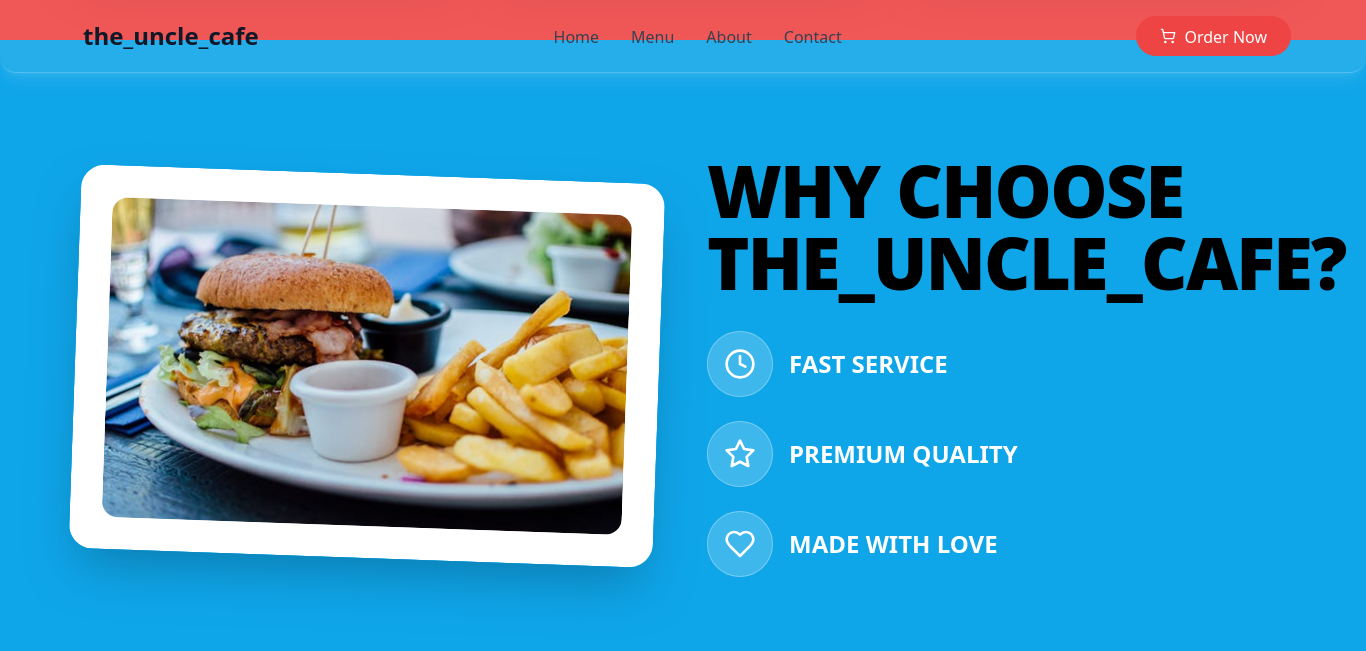 the_uncle_cafe
Home Menu About Contact
Order Now
WHY CHOOSE
THE_UNCLE_CAFE?
FAST SERVICE
PREMIUM QUALITY
MADE WITH LOVE